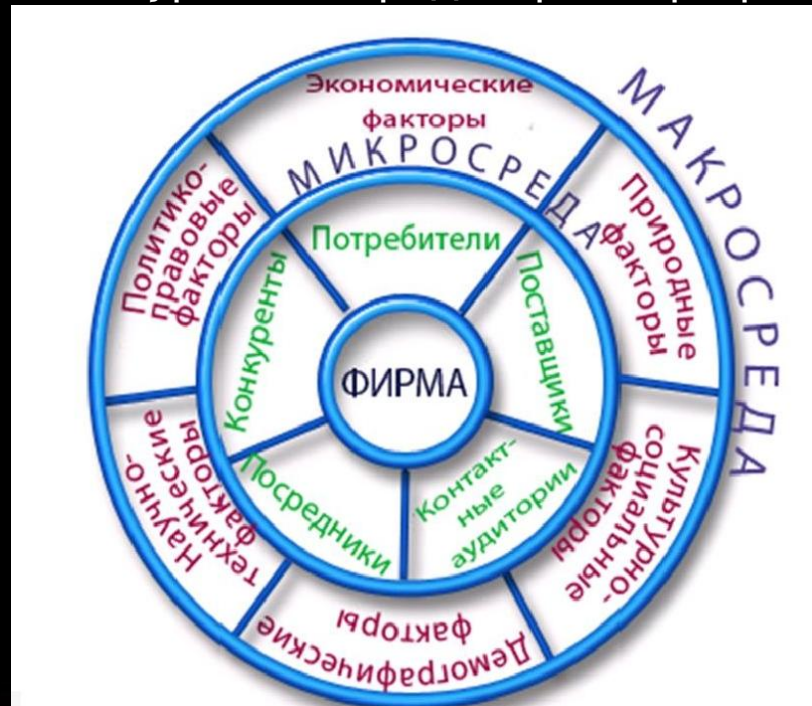 МАКРОСРЕДА
Экономические
факторы
МИКРОСРЕДА
Природные
факторы
Культурно-
социальные
факторы
Демографические
факторы
Научно-
технические
факторы
Политико-
правовые
факторы
Потребители
Поставщики
Контакт-
ные
аудитории
Посредники
Конкуренты
ФИРМА